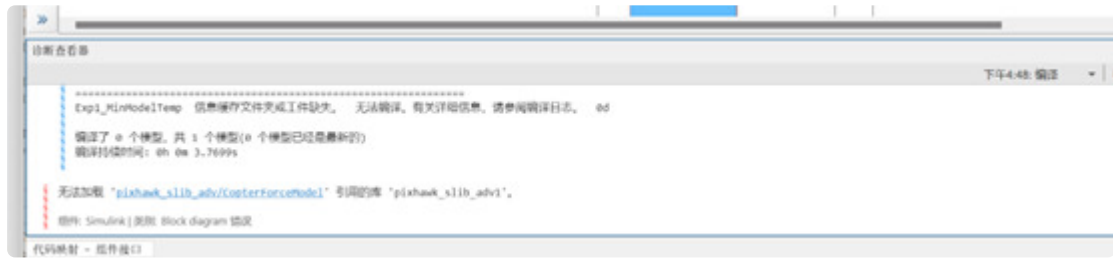 诊断查看器
下午4:48: 编译
================================================================
Exp1_MinModelTemp 信息缓存文件夹或工件缺失。 无法编译。有关详细信息，请参阅编译日志。 0d
编译了 0 个模型，共 1 个模型(0 个模型已经是最新的)
编译持续时间: 0h 0m 3.7699s
无法加载 'pixhawk_slib_adv/CopterForceModel' 引用的库 'pixhawk_slib_adv1'。
组件: Simulink | 类别: Block diagram 错误
代码映射 - 组件接口